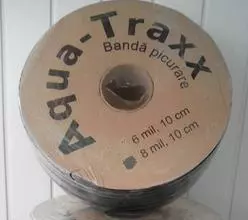 Aqua-Traxx
Bandă picurare
6 mil, 10 cm
8 mil, 10 cm